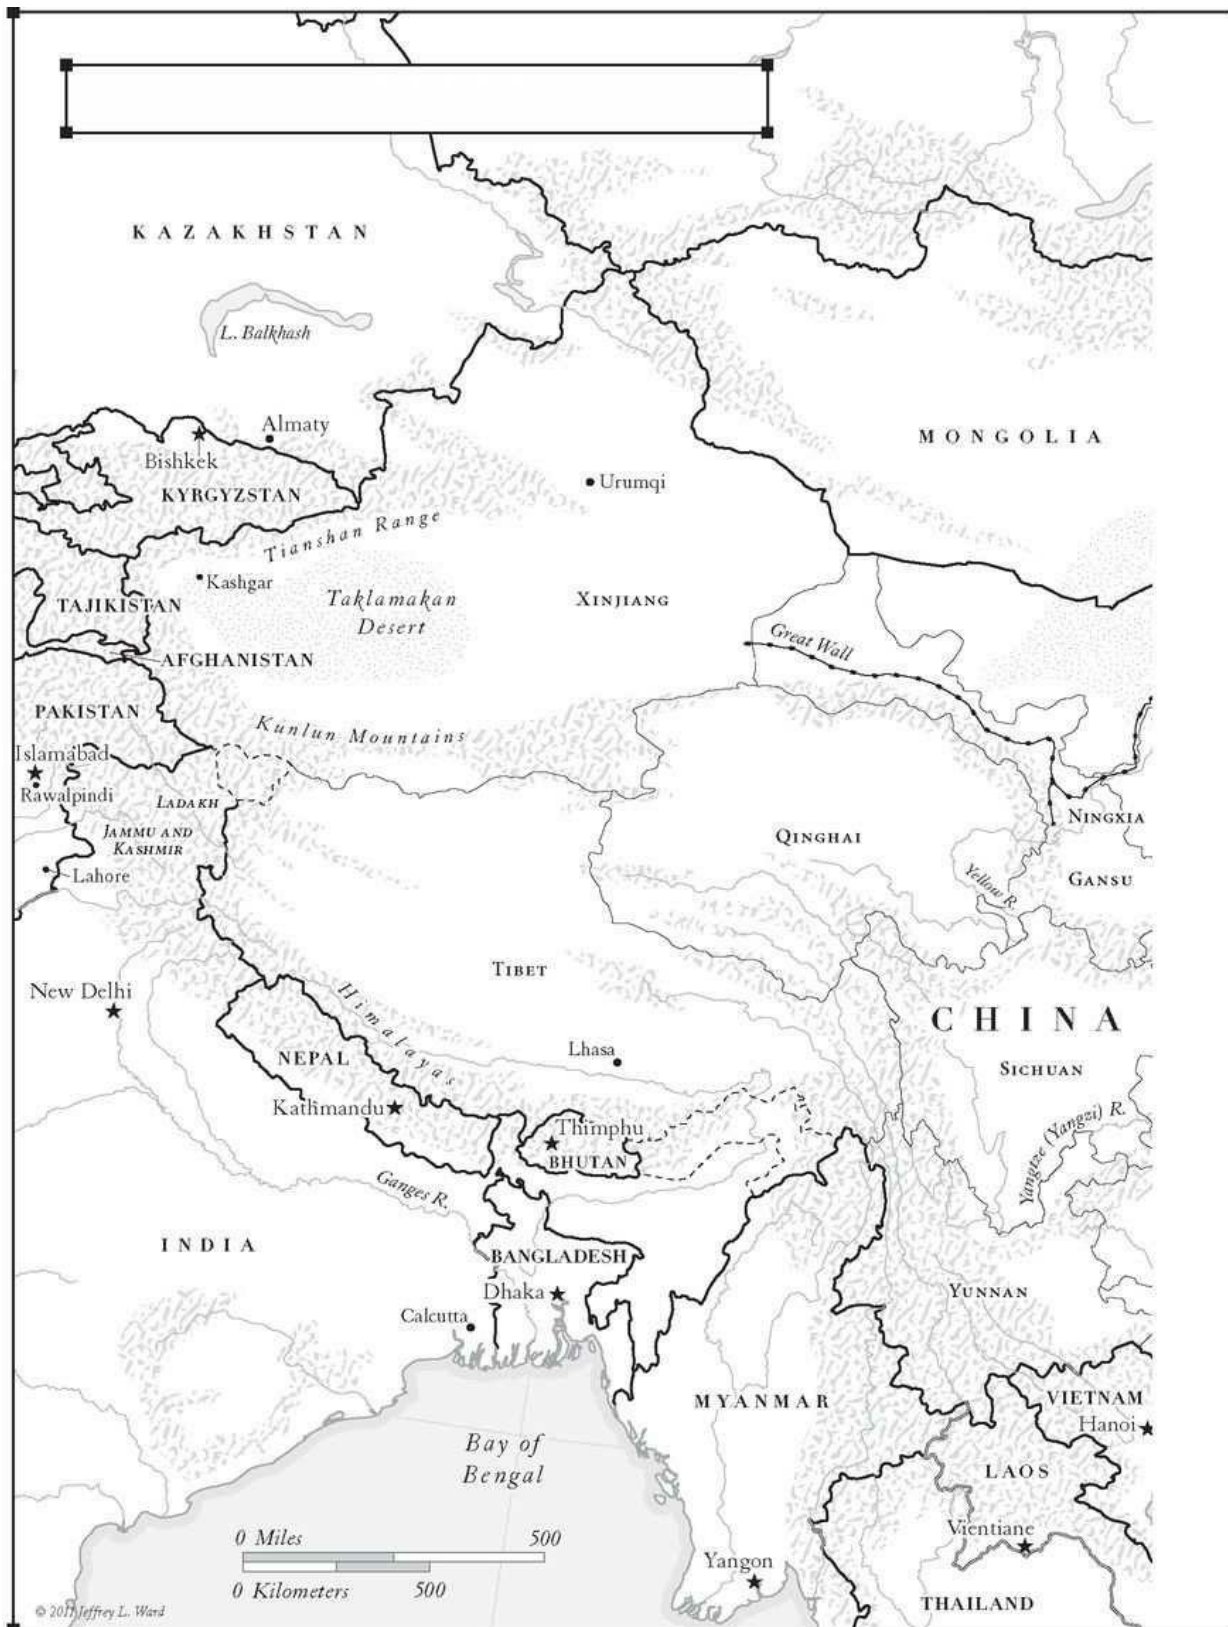 KAZAKHSTAN
L. Balkhash
Almaty
Bishkek
KYRGYZSTAN
MONGOLIA
Urumqi
Tianshan Range
Kashgar
Taklamakan
Desert
XINJIANG
TAJIKISTAN
Great Wall
AFGHANISTAN
PAKISTAN
Kunlun Mountains
Islamabad
Rawalpindi
LADAKH
JAMMU AND
KASHMIR
Lahore
QINGHAI
NINGXIA
Yellow R.
GANSU
TIBET
New Delhi
Himalayas
CHINA
NEPAL
Lhasa
SICHUAN
Kathmandu
Thimphu
BHUTAN
Yangtze (Yangzi) R.
Ganges R.
INDIA
BANGLADESH
Dhaka
Calcutta
YUNNAN
MYANMAR
VIETNAM
Hanoi
Bay of
Bengal
LAOS
0 Miles 500
0 Kilometers 500
Vientiane
Yangon
THAILAND
© 2011 Jeffrey L. Ward